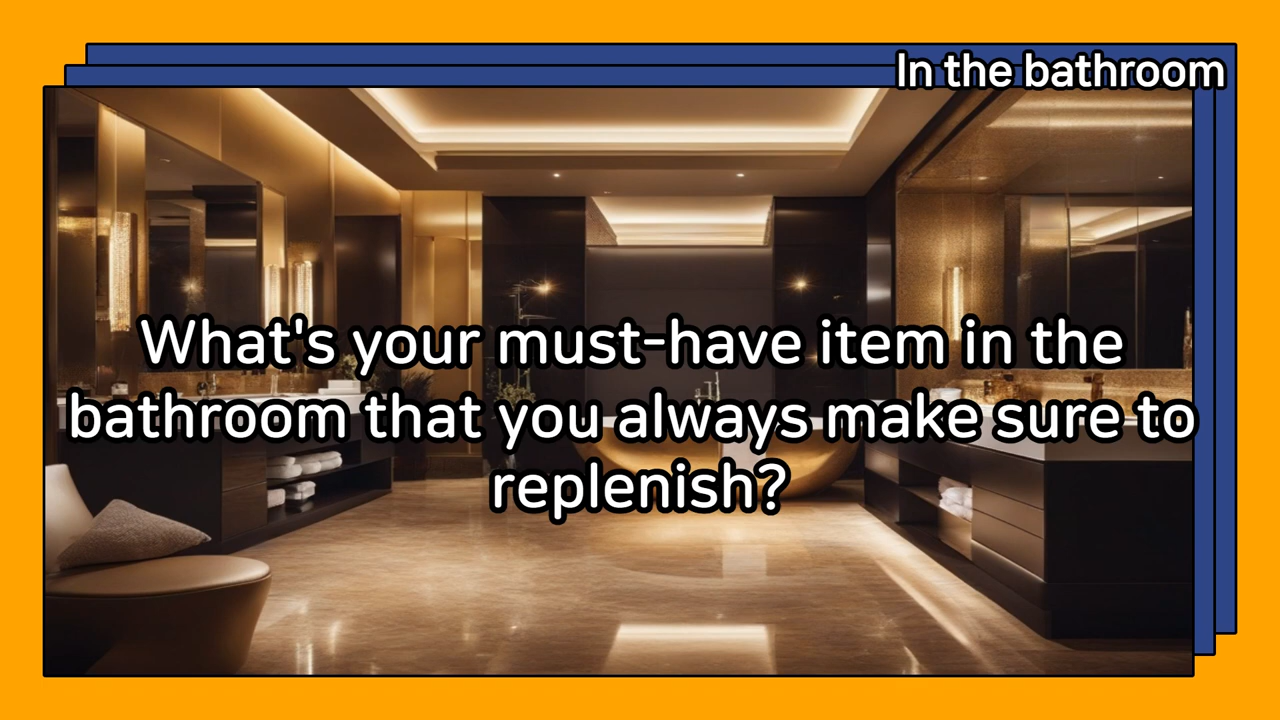 In the bathroom
What's your must-have item in the
bathroom that you always make sure to
replenish?